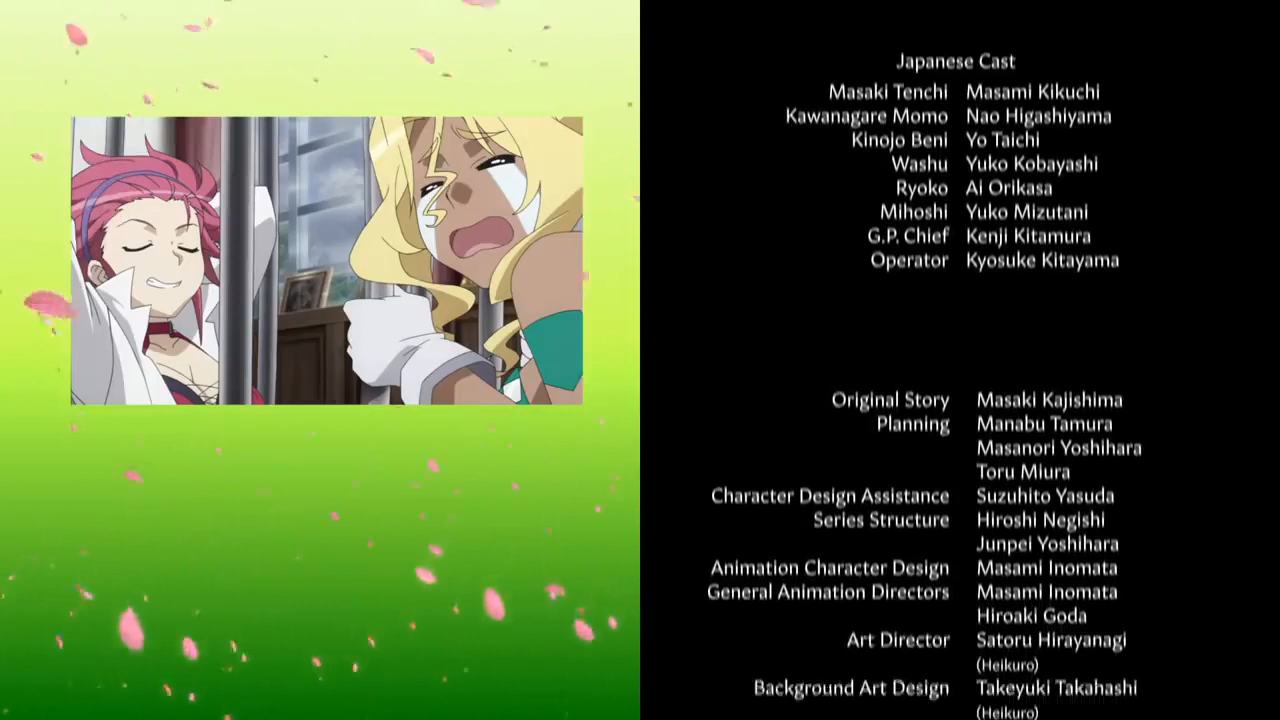 Japanese Cast
Masaki Tenchi Masami Kikuchi
Kawanagare Momo Nao Higashiyama
Kinojo Beni Yo Taichi
Washu Yuko Kobayashi
Ryoko Ai Orikasa
Mihoshi Yuko Mizutani
G.P. Chief Kenji Kitamura
Operator Kyosuke Kitayama
Original Story Masaki Kajishima
Planning Manabu Tamura
Masanori Yoshihara
Toru Miura
Character Design Assistance Suzuhito Yasuda
Series Structure Hiroshi Negishi
Junpei Yoshihara
Animation Character Design Masami Inomata
General Animation Directors Masami Inomata
Hiroaki Goda
Art Director Satoru Hirayanagi
(Heikuro)
Background Art Design Takeyuki Takahashi
(Heikuro)